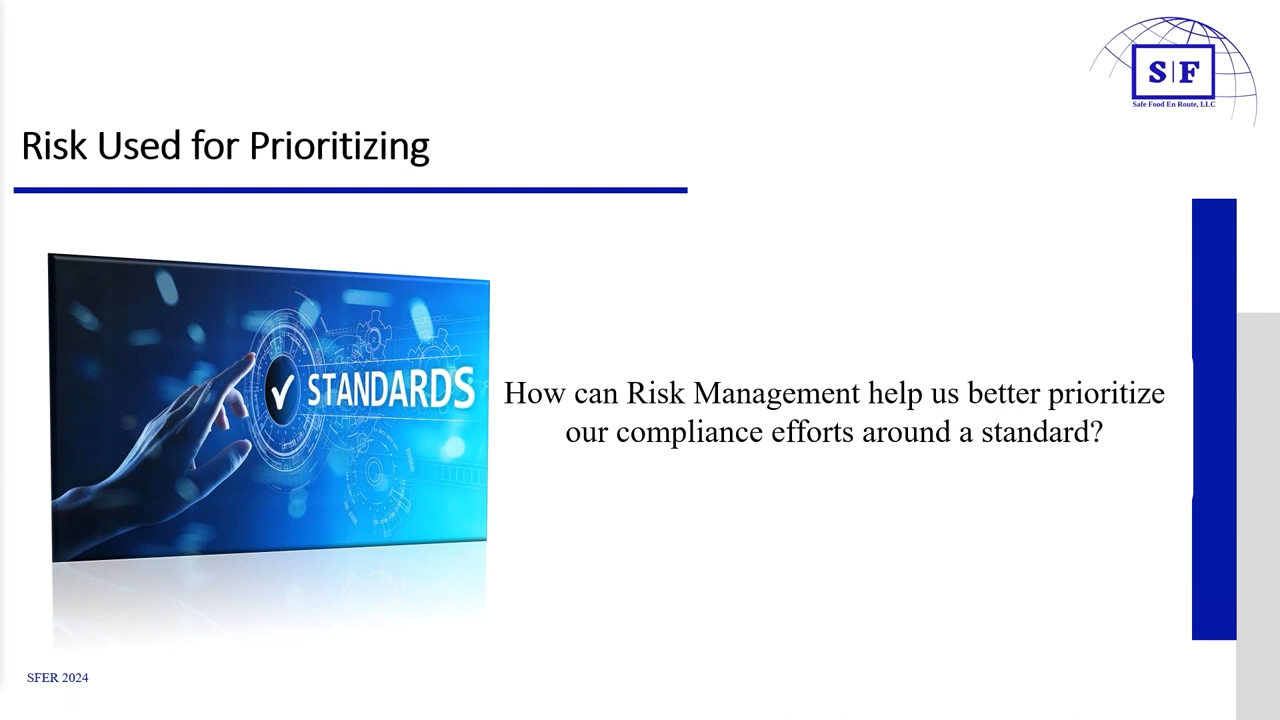 S|F
Safe Food En Route, LLC
Risk Used for Prioritizing
STANDARDS
How can Risk Management help us better prioritize
our compliance efforts around a standard?
SFER 2024